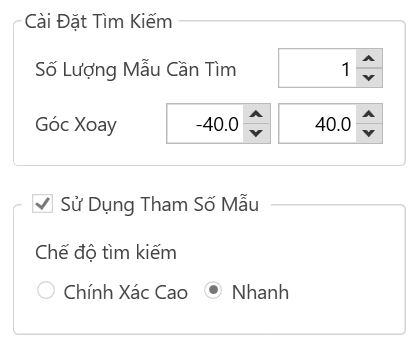 Cài Đặt Tìm Kiếm
Số Lượng Mẫu Cần Tìm 1
Góc Xoay -40.0 40.0
Sử Dụng Tham Số Mẫu
Chế độ tìm kiếm
Chính Xác Cao Nhanh